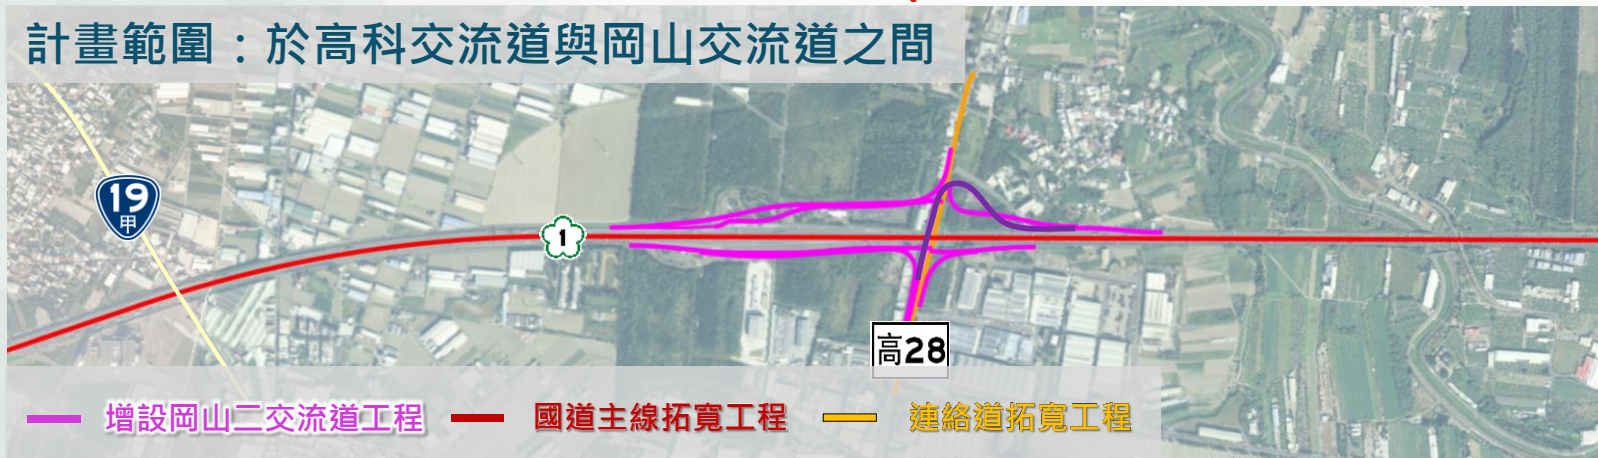 計畫範圍：於高科交流道與岡山交流道之間
19
甲
1
高28
增設岡山二交流道工程
國道主線拓寬工程
連絡道拓寬工程